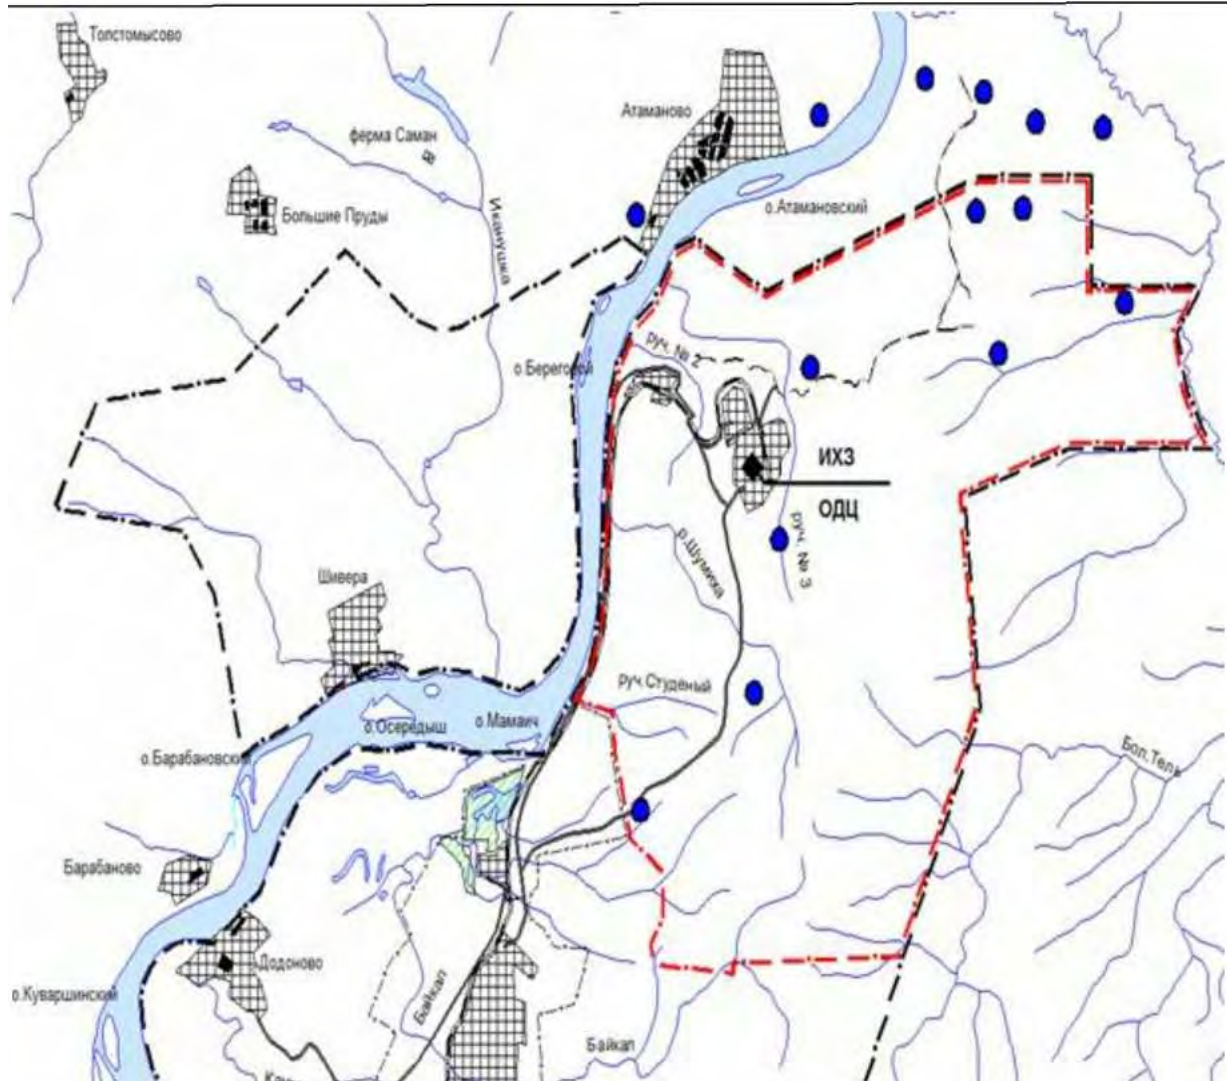 Толстомысово
Атаманово
ферма Саман
Большие Пруды
Иканушка
о.Атамановский
руч. № 2
о.Береговой
ИХЗ
ОДЦ
руч. № 3
р.Шумиха
Шивера
руч.Студеный
о.Мамаич
о.Осередыш
о.Барабановский
Бол.Тель
Барабаново
Додоново
о.Куваршинский
Байкал
Байкал